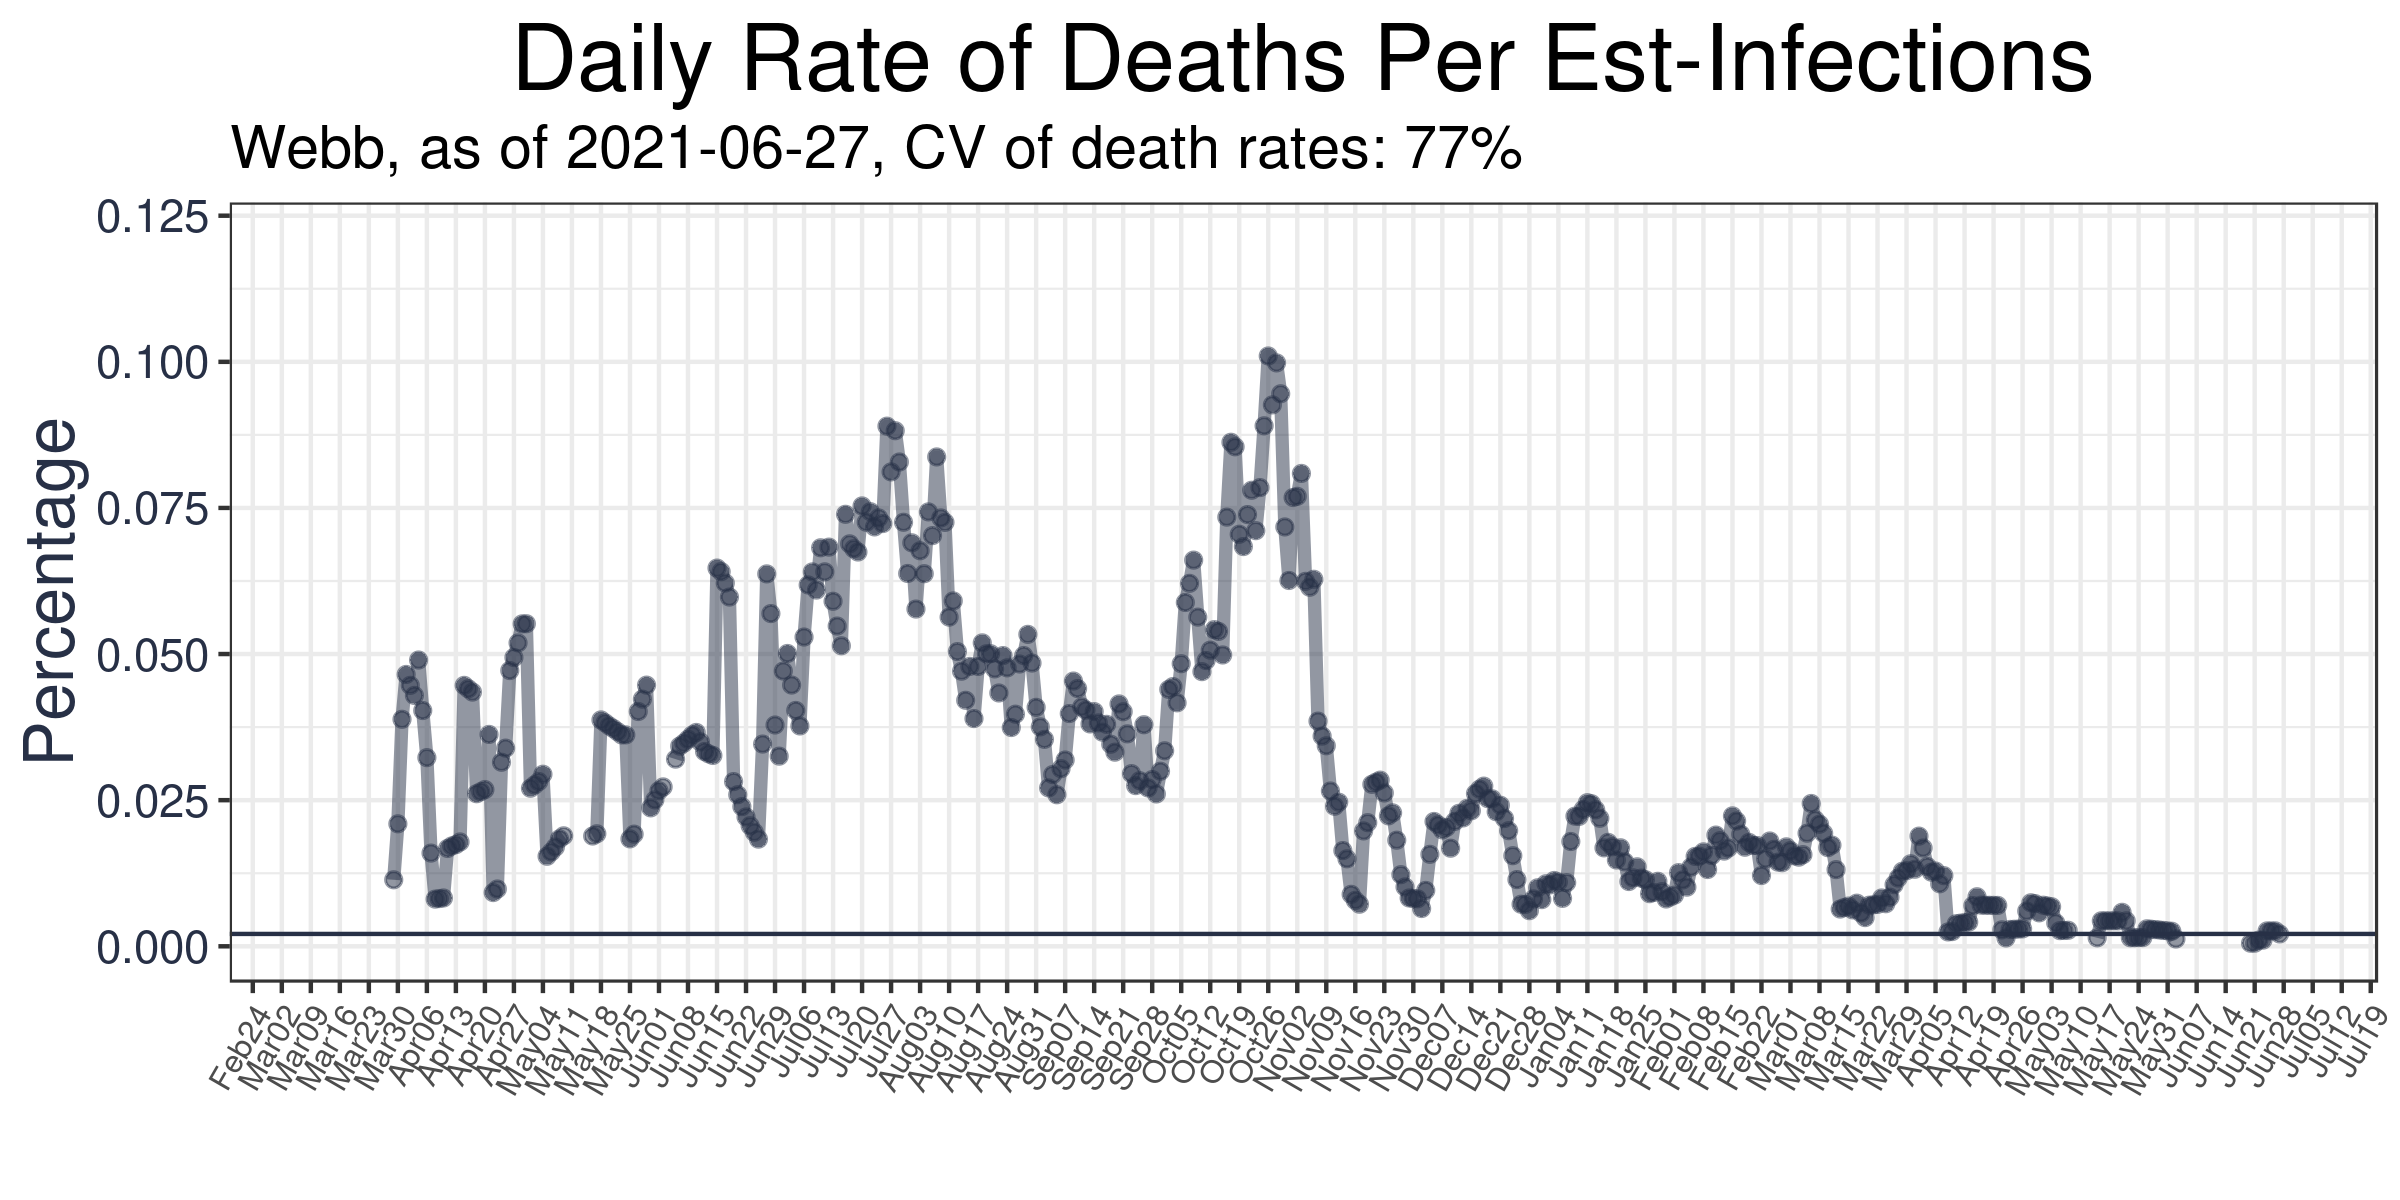 Daily Rate of Deaths Per Est-Infections
Webb, as of 2021-06-27, CV of death rates: 77%
Percentage
0.125
0.100
0.075
0.050
0.025
0.000
Feb24
Mar02
Mar09
Mar16
Mar23
Mar30
Apr06
Apr13
Apr20
Apr27
May04
May11
May18
May25
Jun01
Jun08
Jun15
Jun22
Jun29
Jul06
Jul13
Jul20
Jul27
Aug03
Aug10
Aug17
Aug24
Aug31
Sep07
Sep14
Sep21
Sep28
Oct05
Oct12
Oct19
Oct26
Nov02
Nov09
Nov16
Nov23
Nov30
Dec07
Dec14
Dec21
Dec28
Jan04
Jan11
Jan18
Jan25
Feb01
Feb08
Feb15
Feb22
Mar01
Mar08
Mar15
Mar22
Mar29
Apr05
Apr12
Apr19
Apr26
May03
May10
May17
May24
May31
Jun07
Jun14
Jun21
Jun28
Jul05
Jul12
Jul19